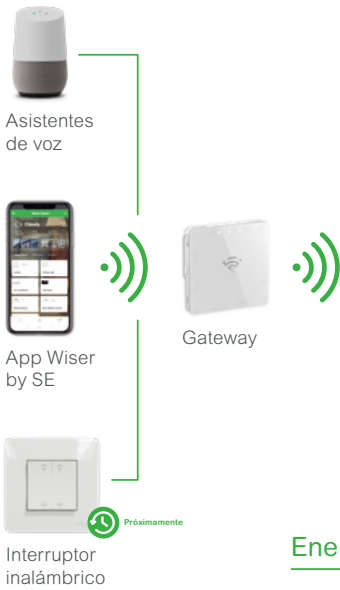 Asistentes
de voz
App Wiser
by SE
Gateway
Próximamente
Interruptor
inalámbrico
Ene